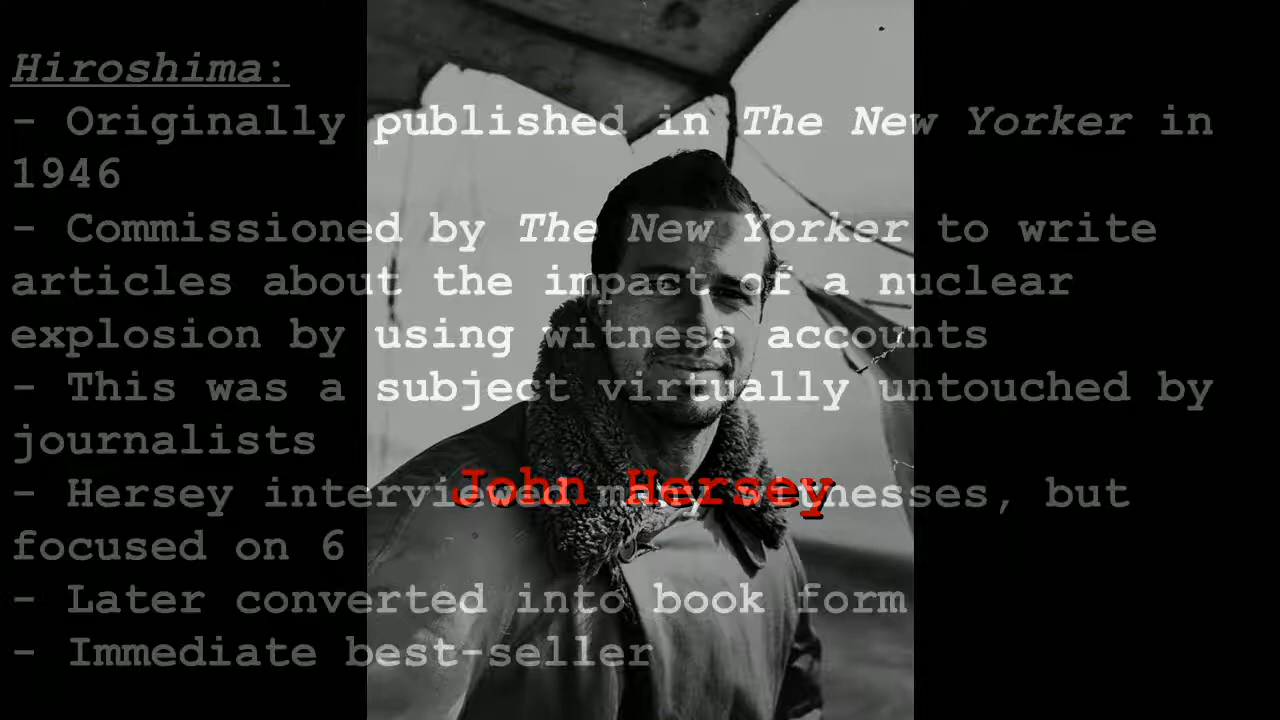 Hiroshima:
- Originally published in The New Yorker in
1946
- Commissioned by The New Yorker to write
articles about the impact of a nuclear
explosion by using witness accounts
- This was a subject virtually untouched by
journalists
- Hersey interviewed many witnesses, but
John Hersey
focused on 6
- Later converted into book form
- Immediate best-seller